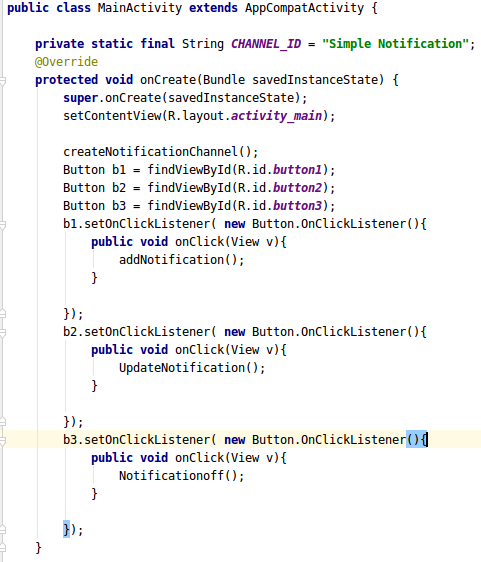 public class MainActivity extends AppCompatActivity {
private static final String CHANNEL_ID = "Simple Notification";
@Override
protected void onCreate(Bundle savedInstanceState) {
super.onCreate(savedInstanceState);
setContentView(R.layout.activity_main);
createNotificationChannel();
Button b1 = findViewById(R.id.button1);
Button b2 = findViewById(R.id.button2);
Button b3 = findViewById(R.id.button3);
b1.setOnClickListener( new Button.OnClickListener(){
public void onClick(View v){
addNotification();
}
});
b2.setOnClickListener( new Button.OnClickListener(){
public void onClick(View v){
UpdateNotification();
}
});
b3.setOnClickListener( new Button.OnClickListener(){
public void onClick(View v){
Notificationoff();
}
});
}